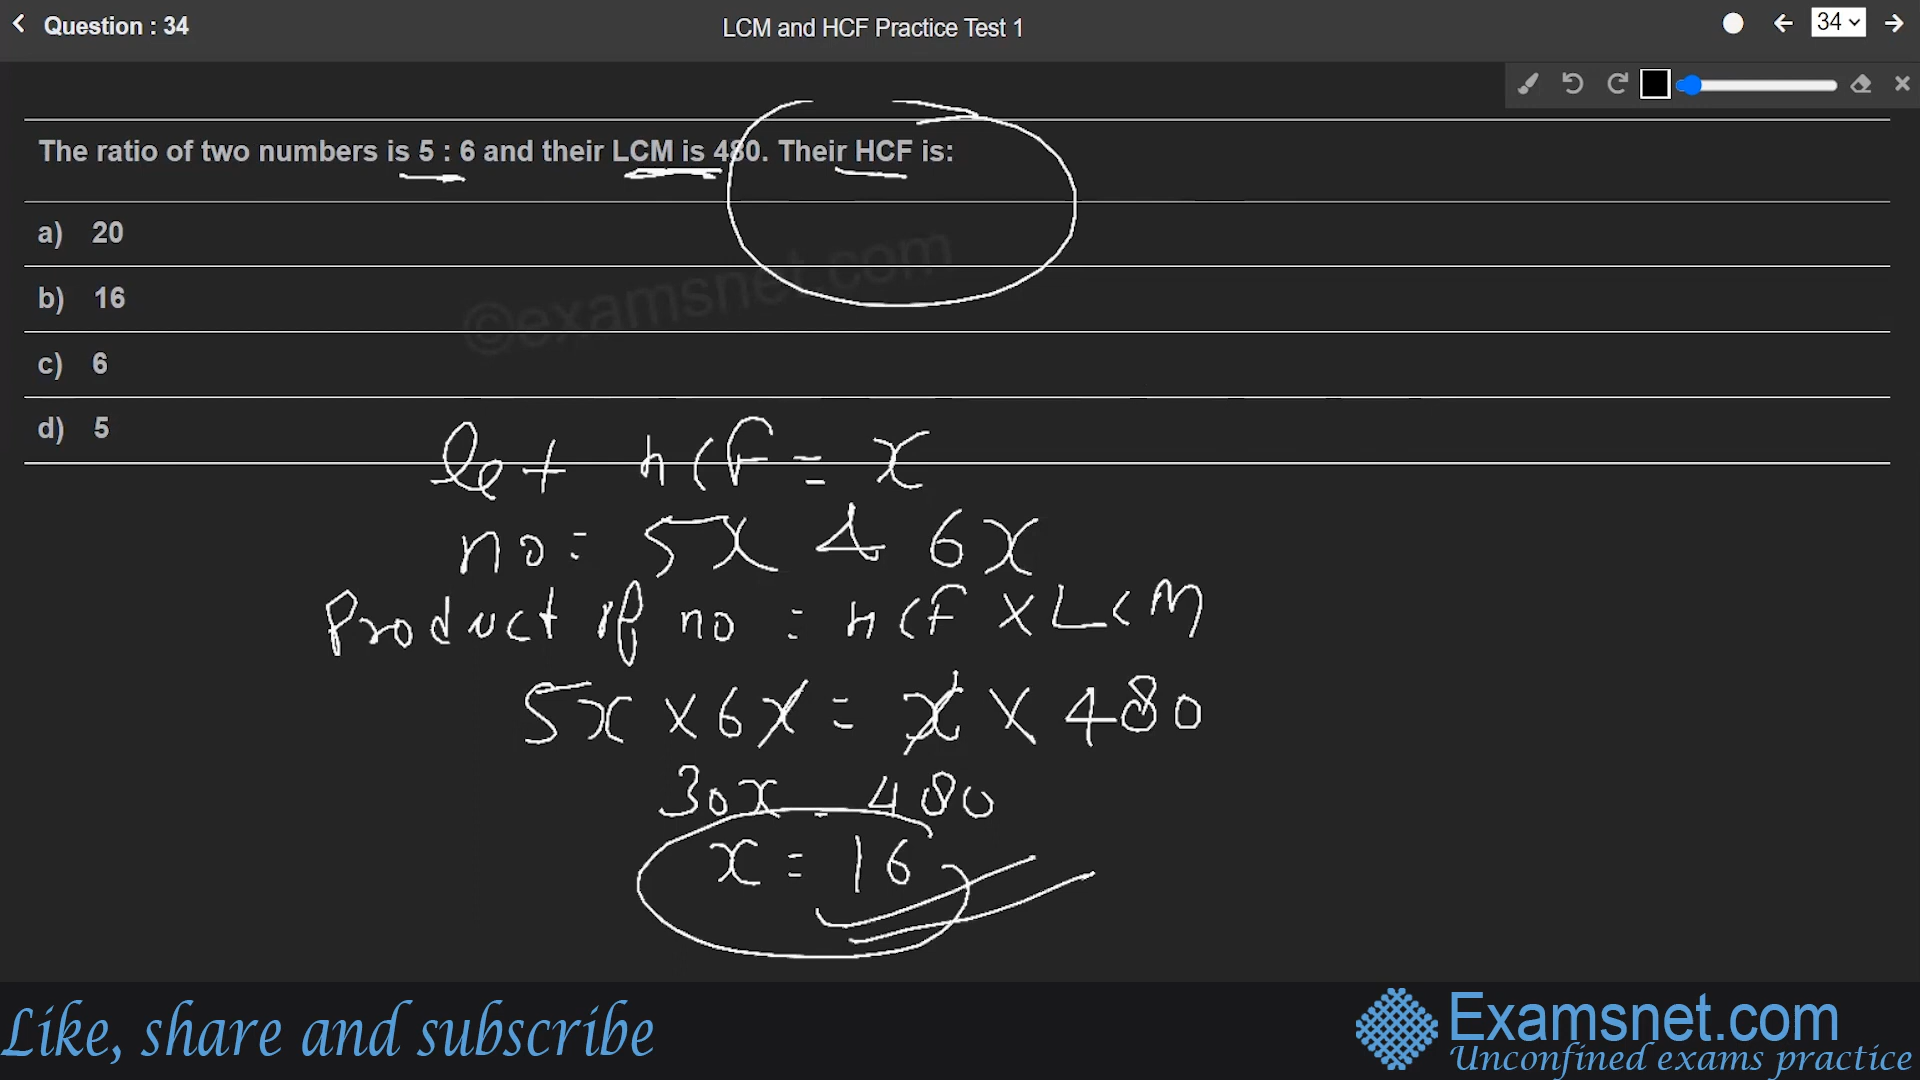 Question : 34
LCM and HCF Practice Test 1
34
The ratio of two numbers is 5 : 6 and their LCM is 480. Their HCF is:
a) 20
b) 16
c) 6
d) 5
©examsnet.com
let HCF = x
no = 5x & 6x
Product of no = HCF × LCM
5x × 6x = x × 480
30x = 480
x = 16
Like, share and subscribe
Examsnet.com
Unconfined exams practice